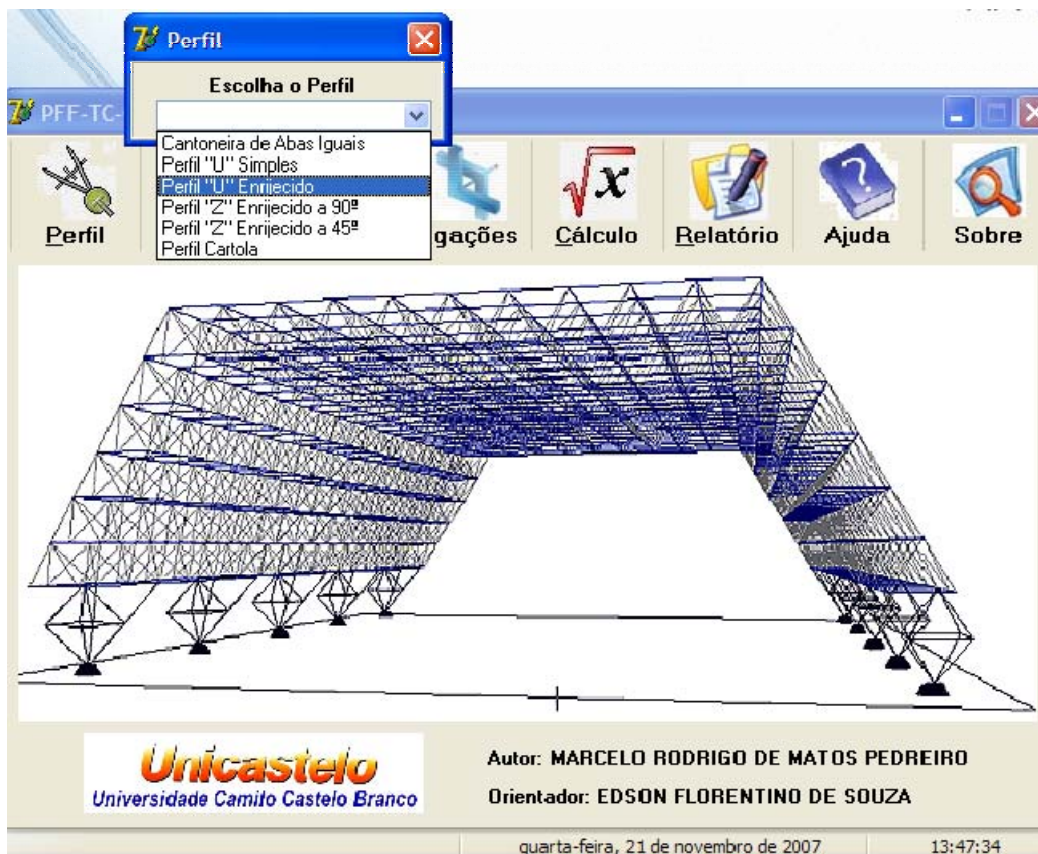 Perfil
Escolha o Perfil
PFF-TC-
Cantoneira de Abas Iguais
Perfil "U" Simples
Perfil "U" Enrijecido
Perfil "Z" Enrijecido a 90ª
Perfil "Z" Enrijecido a 45ª
Perfil Cartola
Perfil
gações
Cálculo
Relatório
Ajuda
Sobre
Unicastelo
Universidade Camilo Castelo Branco
Autor: MARCELO RODRIGO DE MATOS PEDREIRO
Orientador: EDSON FLORENTINO DE SOUZA
quarta-feira, 21 de novembro de 2007 13:47:34